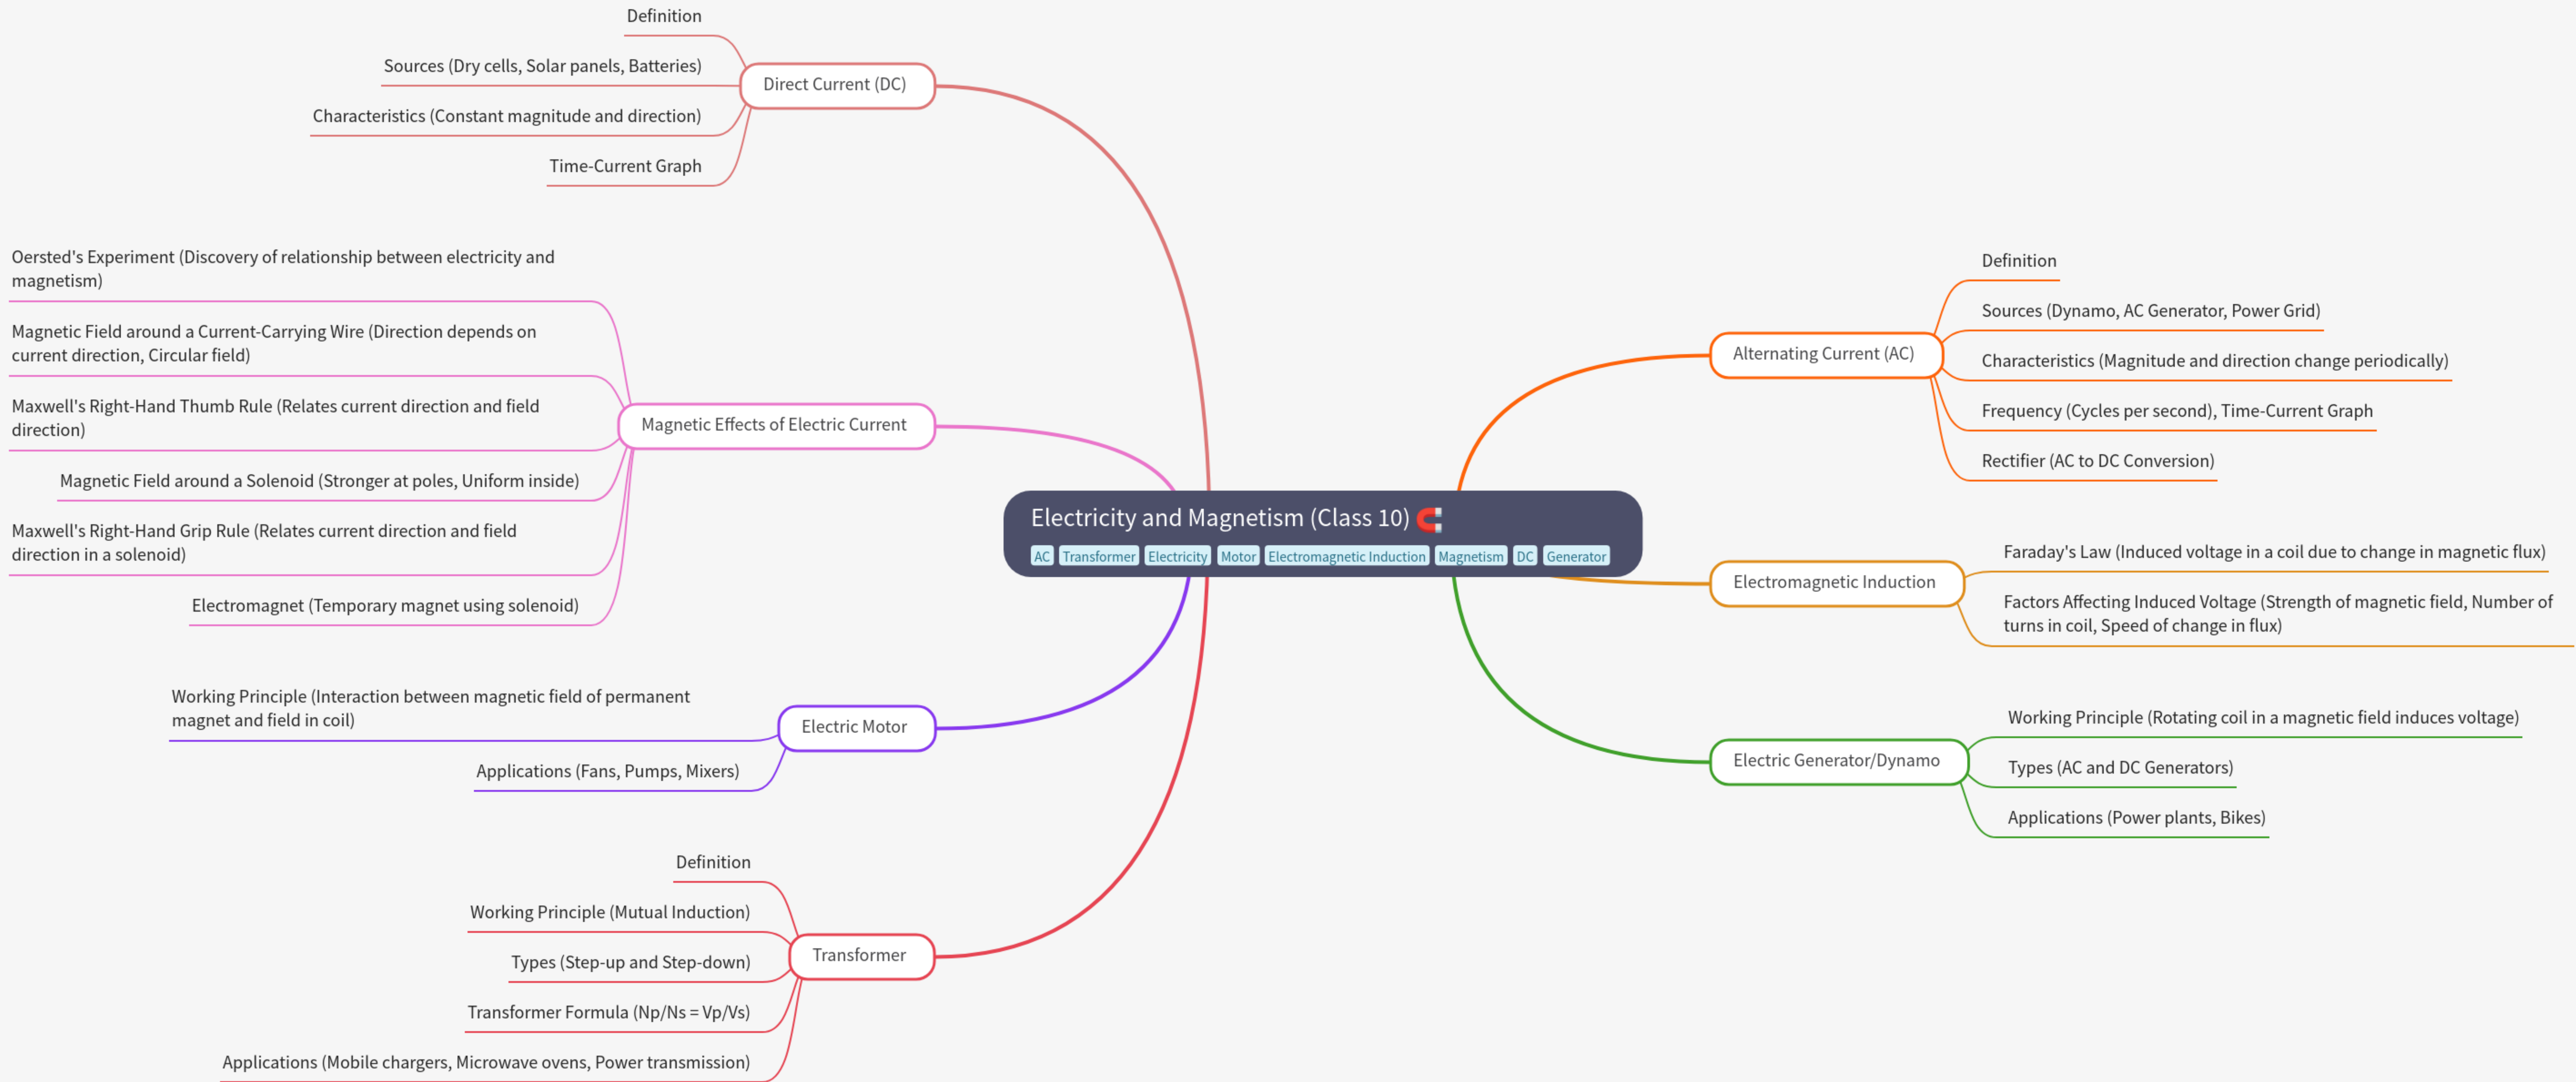 Electricity and Magnetism (Class 10)
AC Transformer Electricity Motor Electromagnetic Induction Magnetism DC Generator
Direct Current (DC)
Definition
Sources (Dry cells, Solar panels, Batteries)
Characteristics (Constant magnitude and direction)
Time-Current Graph
Magnetic Effects of Electric Current
Oersted's Experiment (Discovery of relationship between electricity and
magnetism)
Magnetic Field around a Current-Carrying Wire (Direction depends on
current direction, Circular field)
Maxwell's Right-Hand Thumb Rule (Relates current direction and field
direction)
Magnetic Field around a Solenoid (Stronger at poles, Uniform inside)
Maxwell's Right-Hand Grip Rule (Relates current direction and field
direction in a solenoid)
Electromagnet (Temporary magnet using solenoid)
Electric Motor
Working Principle (Interaction between magnetic field of permanent
magnet and field in coil)
Applications (Fans, Pumps, Mixers)
Transformer
Definition
Working Principle (Mutual Induction)
Types (Step-up and Step-down)
Transformer Formula (Np/Ns = Vp/Vs)
Applications (Mobile chargers, Microwave ovens, Power transmission)
Alternating Current (AC)
Definition
Sources (Dynamo, AC Generator, Power Grid)
Characteristics (Magnitude and direction change periodically)
Frequency (Cycles per second), Time-Current Graph
Rectifier (AC to DC Conversion)
Electromagnetic Induction
Faraday's Law (Induced voltage in a coil due to change in magnetic flux)
Factors Affecting Induced Voltage (Strength of magnetic field, Number of
turns in coil, Speed of change in flux)
Electric Generator/Dynamo
Working Principle (Rotating coil in a magnetic field induces voltage)
Types (AC and DC Generators)
Applications (Power plants, Bikes)